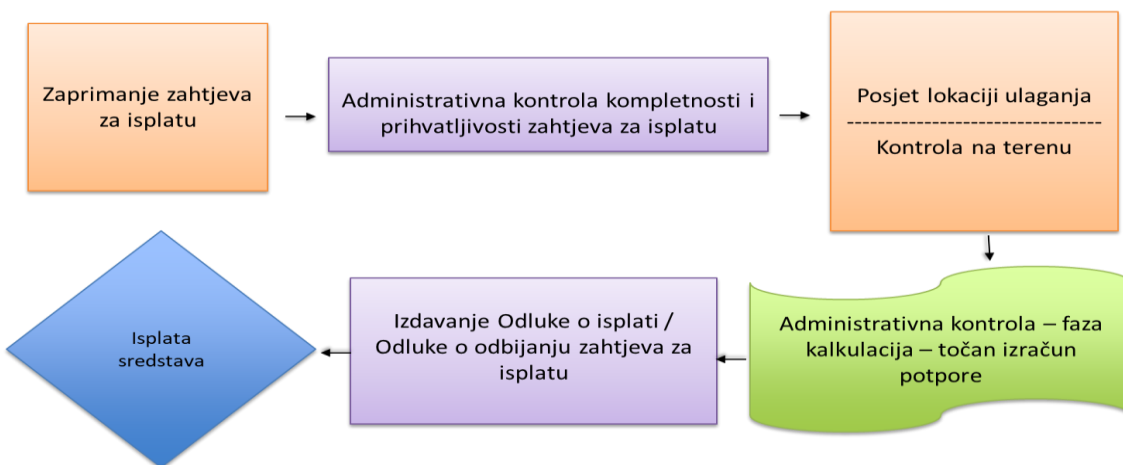 Zaprimanje zahtjeva
za isplatu
Administrativna kontrola kompletnosti i
prihvatljivosti zahtjeva za isplatu
Posjet lokaciji ulaganja
---------------------------------
Kontrola na terenu
Administrativna kontrola – faza
kalkulacija – točan izračun
potpore
Izdavanje Odluke o isplati /
Odluke o odbijanju zahtjeva za
isplatu
Isplata
sredstava